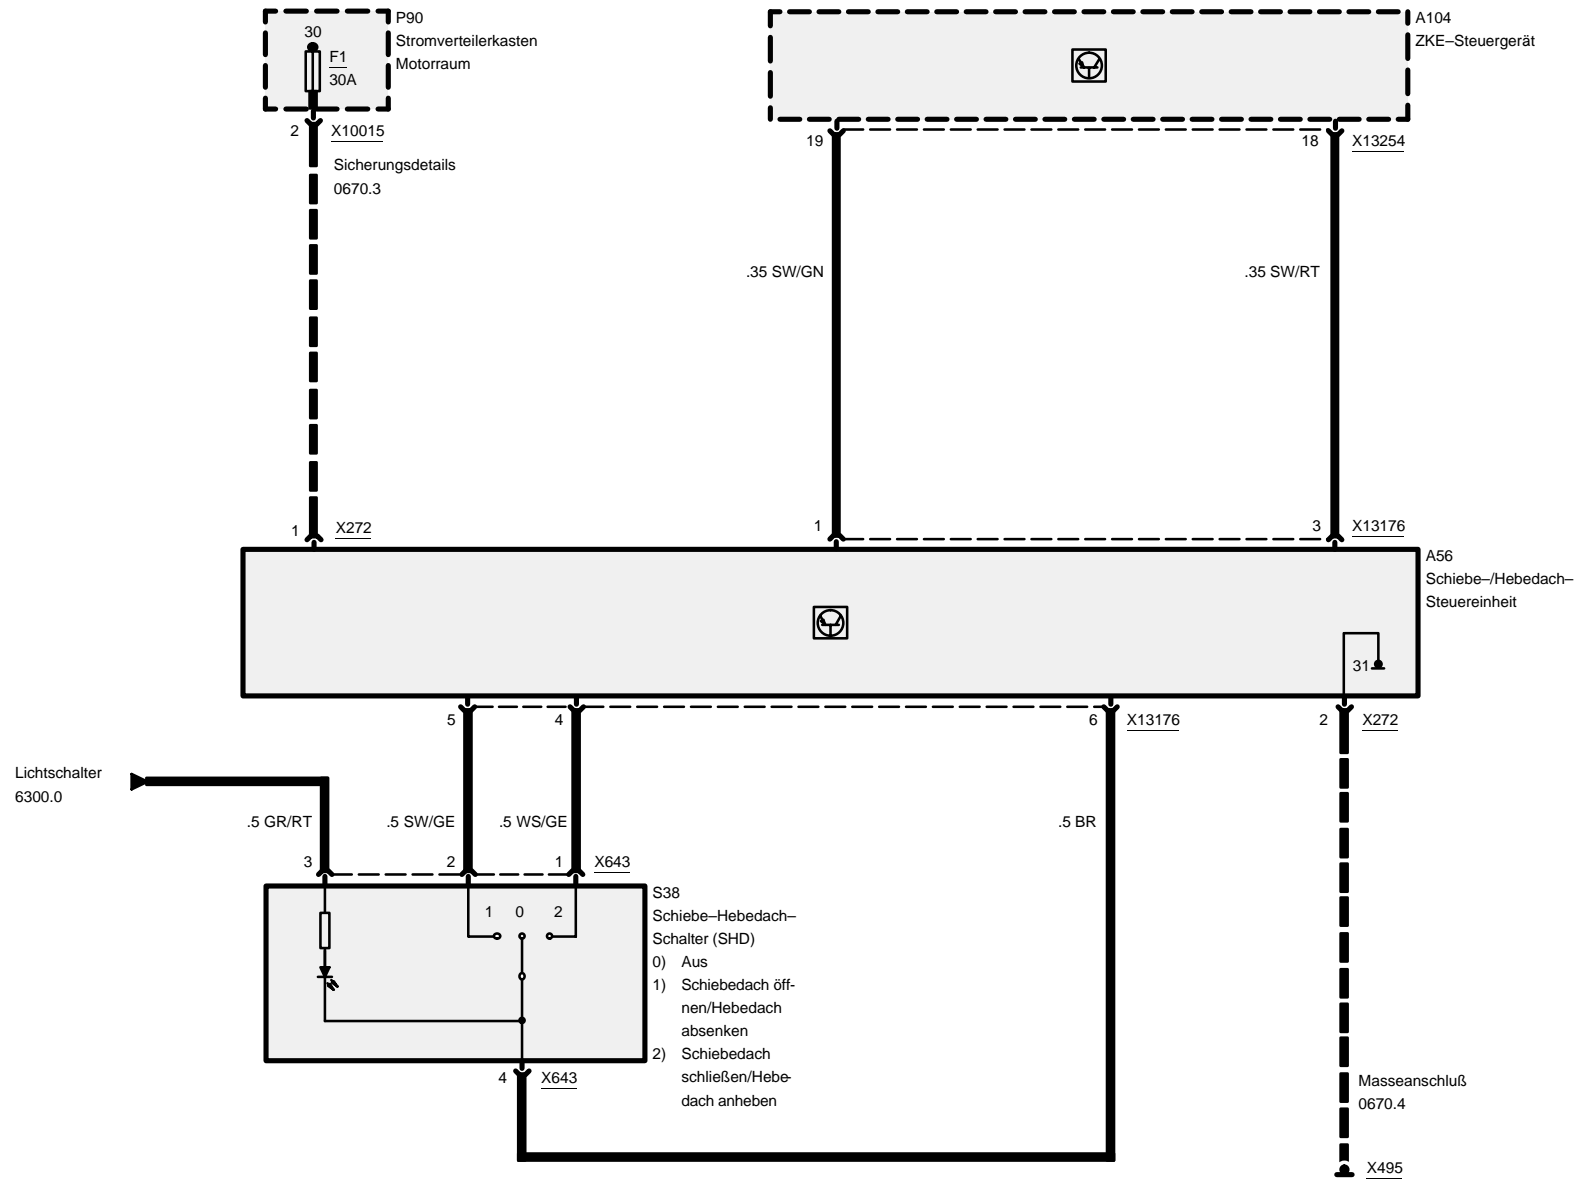 P90
Stromverteilerkasten
Motorraum
30
F1
30A
2 X10015
Sicherungsdetails
0670.3
A104
ZKE–Steuergerät
19
18 X13254
.35 SW/GN
.35 SW/RT
1 X272
1
3 X13176
A56
Schiebe–/Hebedach–
Steuereinheit
31
5
4
6 X13176
2 X272
Lichtschalter
6300.0
.5 GR/RT
.5 SW/GE
.5 WS/GE
.5 BR
3
2
1 X643
1 0 2
S38
Schiebe–Hebedach–
Schalter (SHD)
0) Aus
1) Schiebedach öff-
nen/Hebedach
absenken
2) Schiebedach
schließen/Hebe-
dach anheben
4 X643
Masseanschluß
0670.4
X495